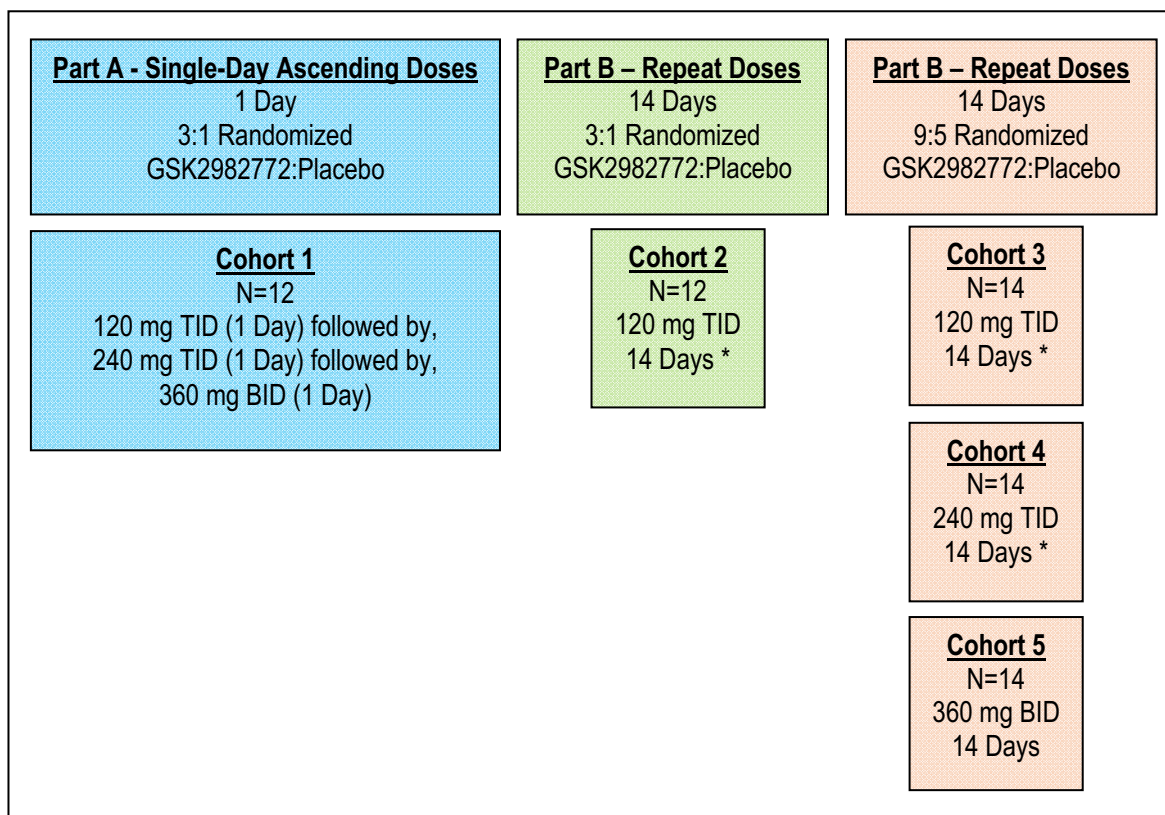 Part A - Single-Day Ascending Doses
1 Day
3:1 Randomized
GSK2982772:Placebo
Part B – Repeat Doses
14 Days
3:1 Randomized
GSK2982772:Placebo
Part B – Repeat Doses
14 Days
9:5 Randomized
GSK2982772:Placebo
Cohort 1
N=12
120 mg TID (1 Day) followed by,
240 mg TID (1 Day) followed by,
360 mg BID (1 Day)
Cohort 2
N=12
120 mg TID
14 Days *
Cohort 3
N=14
120 mg TID
14 Days *
Cohort 4
N=14
240 mg TID
14 Days *
Cohort 5
N=14
360 mg BID
14 Days